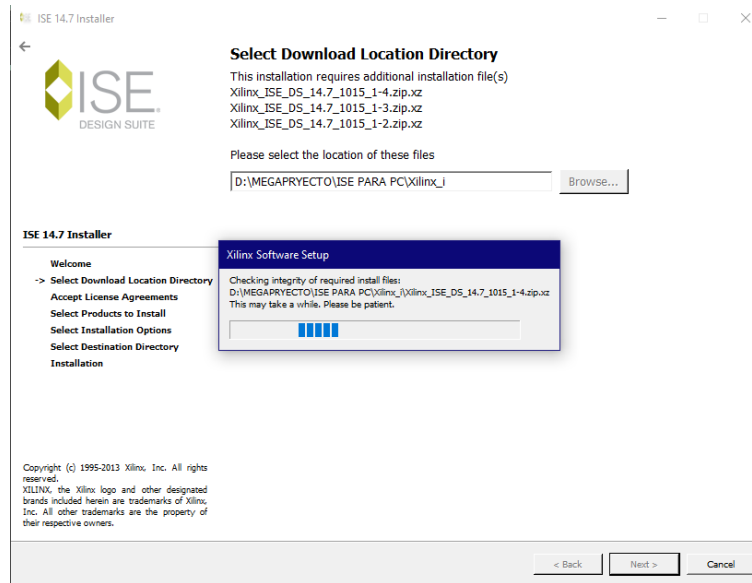 ISE 14.7 Installer
ISE.
DESIGN SUITE
Select Download Location Directory
This installation requires additional installation file(s)
Xilinx_ISE_DS_14.7_1015_1-4.zip.xz
Xilinx_ISE_DS_14.7_1015_1-3.zip.xz
Xilinx_ISE_DS_14.7_1015_1-2.zip.xz
Please select the location of these files
D:\MEGAPRYECTO\ISE PARA PC\Xilinx_i
Browse...
ISE 14.7 Installer
Welcome
-> Select Download Location Directory
Accept License Agreements
Select Products to Install
Select Installation Options
Select Destination Directory
Installation
Xilinx Software Setup
Checking integrity of required install files:
D:\MEGAPRYECTO\ISE PARA PC\Xilinx_i\Xilinx_ISE_DS_14.7_1015_1-4.zip.xz
This may take a while. Please be patient.
Copyright (c) 1995-2013 Xilinx, Inc. All rights
reserved.
XILINX, the Xilinx logo and other designated
brands included herein are trademarks of Xilinx,
Inc. All other trademarks are the property of
their respective owners.
< Back
Next >
Cancel